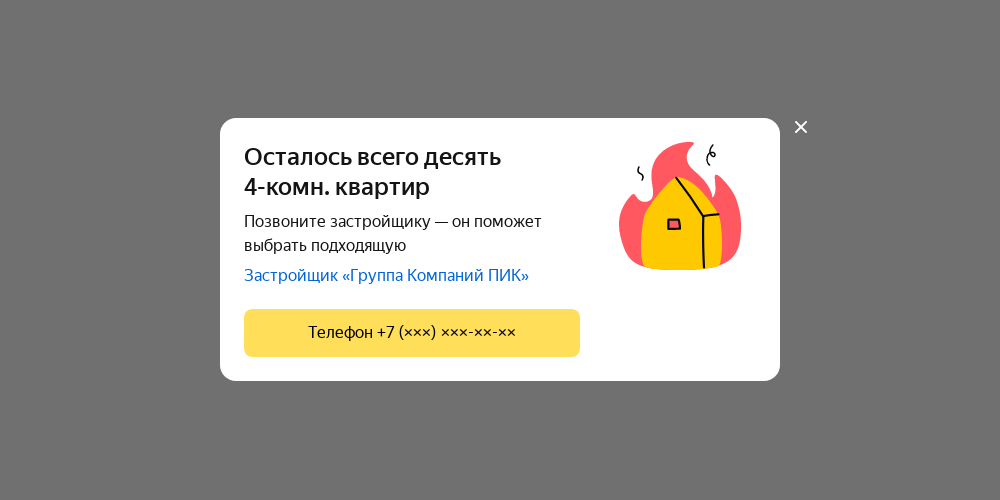 Осталось всего десять
4-комн. квартир
Позвоните застройщику — он поможет
выбрать подходящую
Застройщик «Группа Компаний ПИК»
Телефон +7 (×××) ×××-××-××